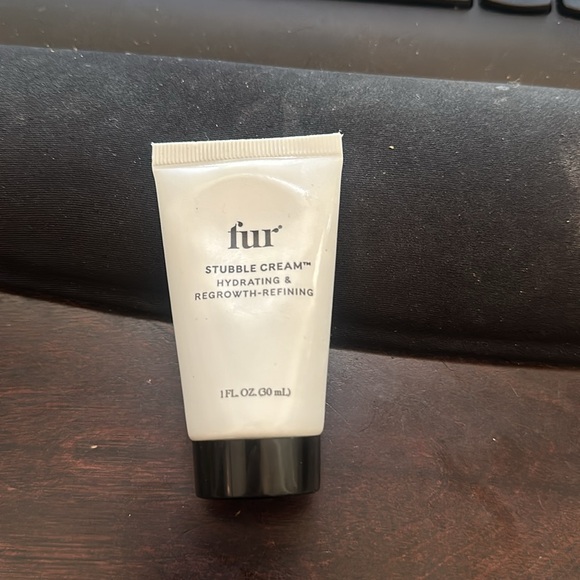 fur®
STUBBLE CREAM™
HYDRATING &
REGROWTH-REFINING
1 FL. OZ. (30 mL)